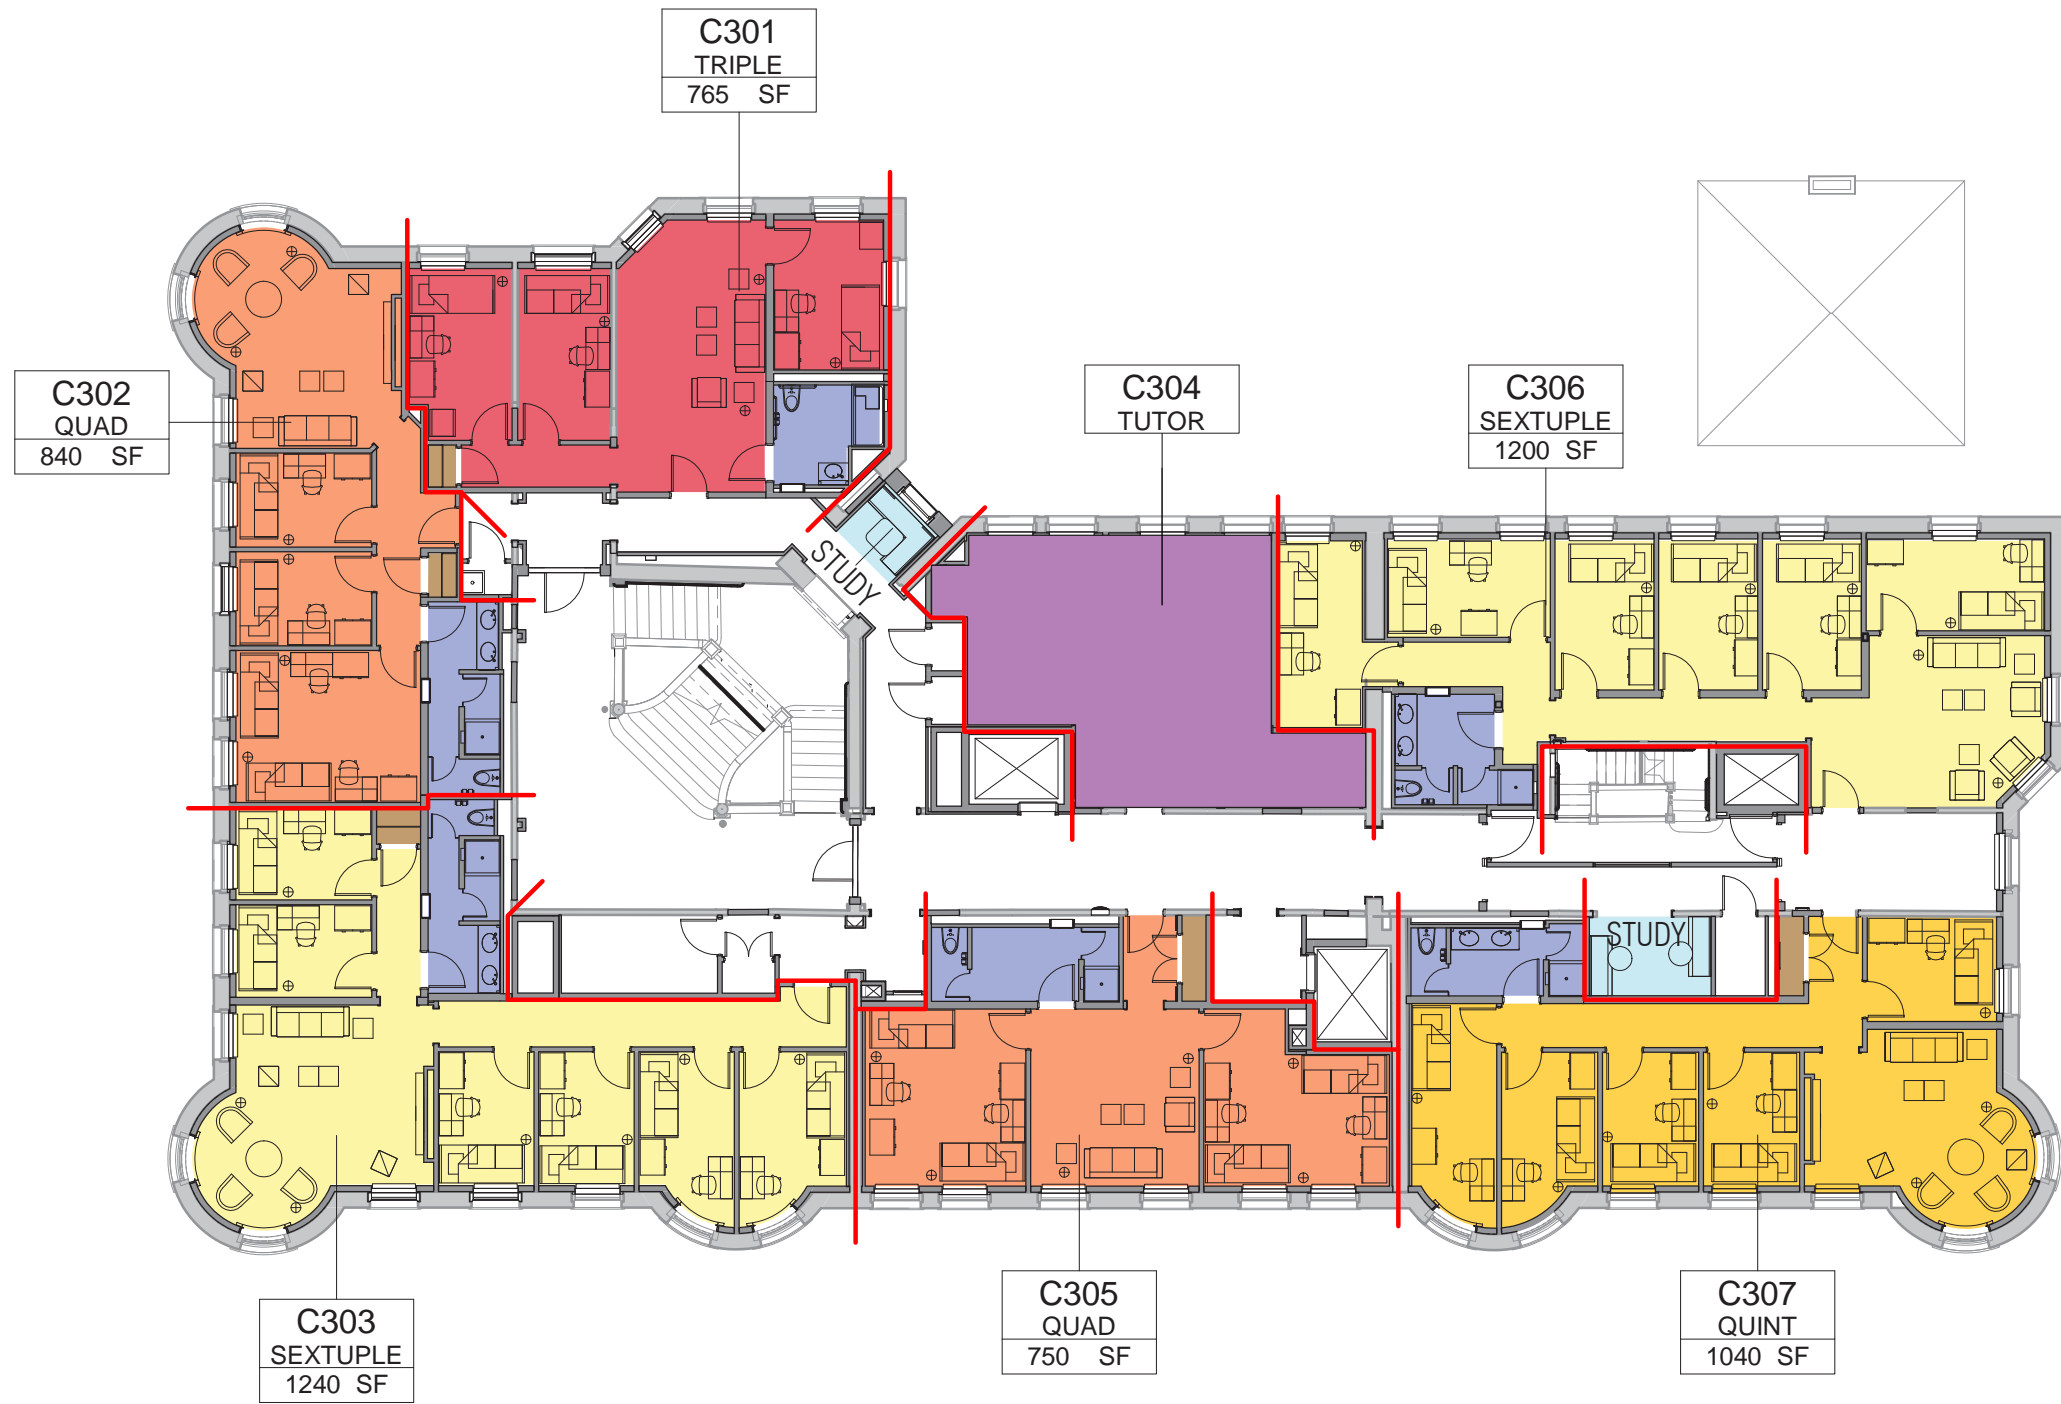 C301
TRIPLE
765 SF
C302
QUAD
840 SF
C304
TUTOR
C306
SEXTUPLE
1200 SF
STUDY
STUDY
C303
SEXTUPLE
1240 SF
C305
QUAD
750 SF
C307
QUINT
1040 SF